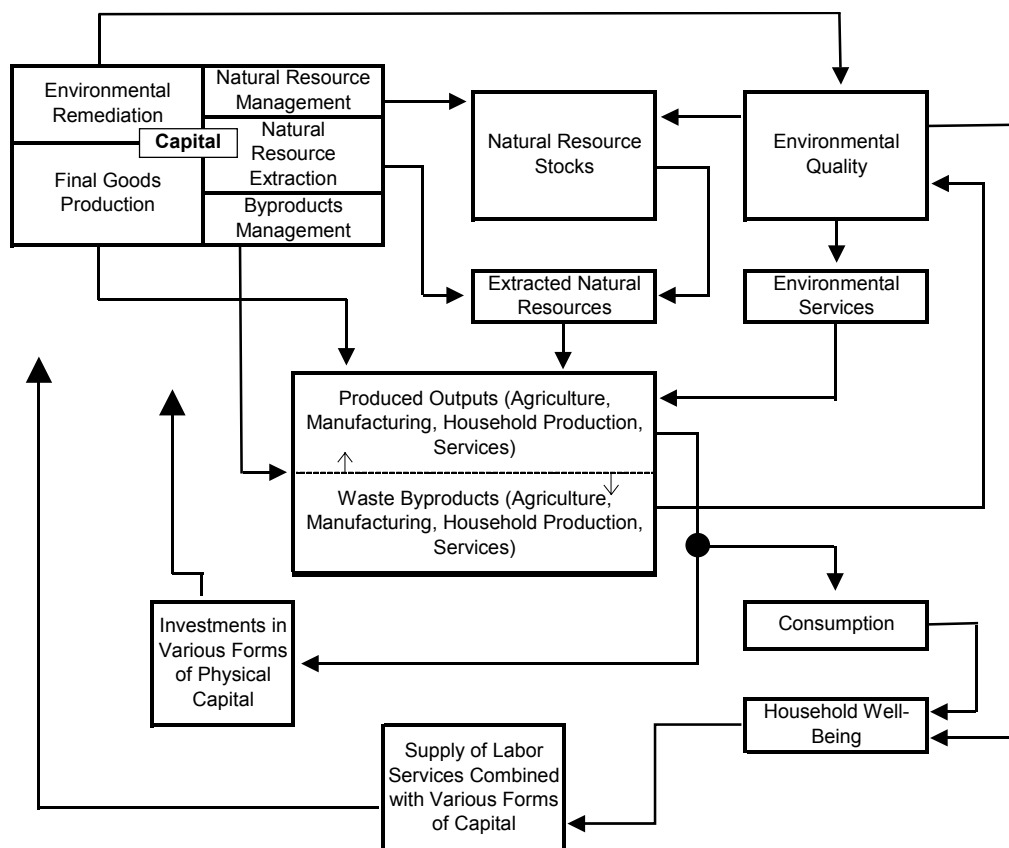 Environmental
Remediation
Natural Resource
Management
Capital
Natural
Resource
Extraction
Final Goods
Production
Byproducts
Management
Natural Resource
Stocks
Environmental
Quality
Extracted Natural
Resources
Environmental
Services
Produced Outputs (Agriculture,
Manufacturing, Household Production,
Services)
Waste Byproducts (Agriculture,
Manufacturing, Household Production,
Services)
Investments in
Various Forms
of Physical
Capital
Consumption
Household Well-
Being
Supply of Labor
Services Combined
with Various Forms
of Capital